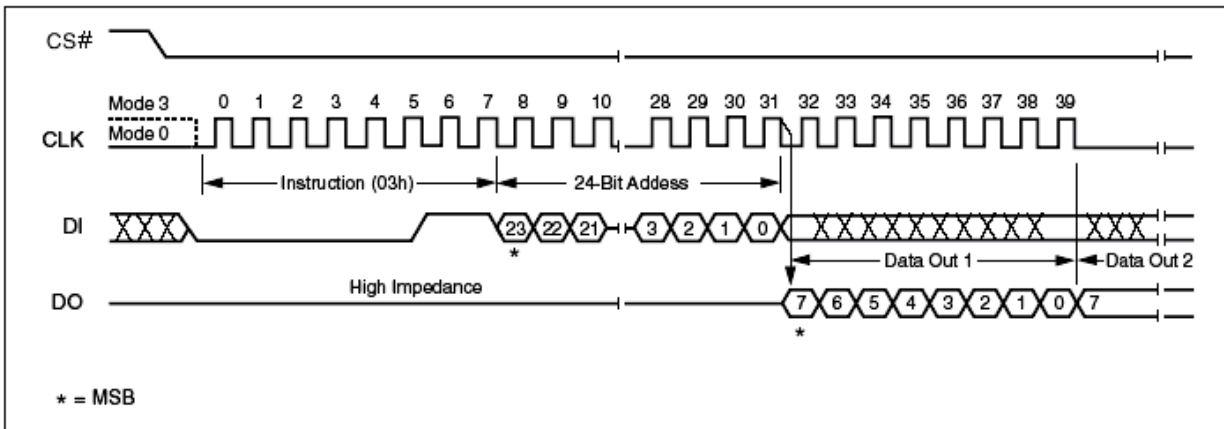 CS#
Mode 3 0 1 2 3 4 5 6 7 8 9 10 28 29 30 31 32 33 34 35 36 37 38 39
CLK Mode 0
Instruction (03h) 24-Bit Addess
DI 23 22 21 3 2 1 0
*
Data Out 1 Data Out 2
High Impedance
DO 7 6 5 4 3 2 1 0 7
*
* = MSB